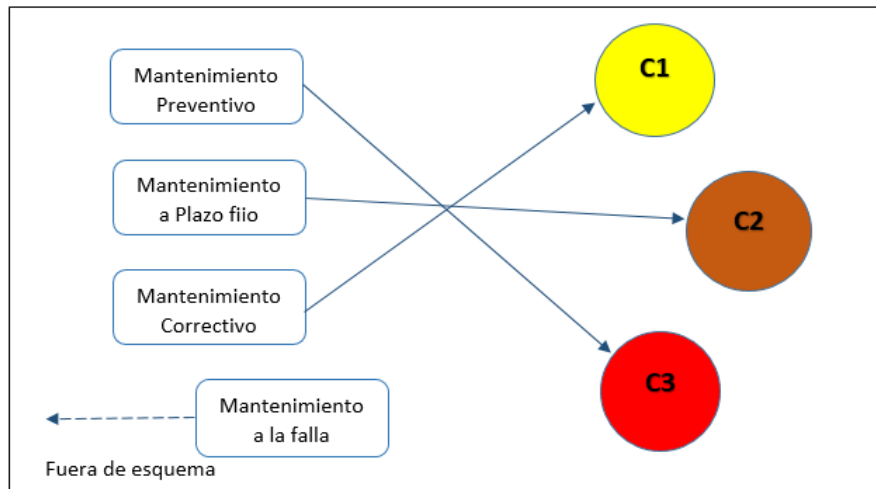 Mantenimiento
Preventivo
C1
Mantenimiento
a Plazo fiio
C2
Mantenimiento
Correctivo
C3
Mantenimiento
a la falla
Fuera de esquema